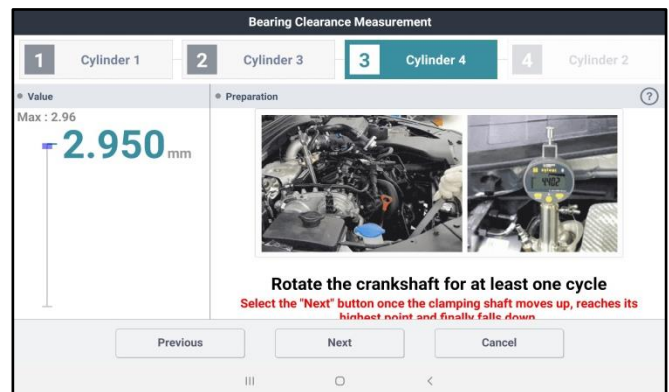 Bearing Clearance Measurement
1 Cylinder 1
2 Cylinder 3
3 Cylinder 4
4 Cylinder 2
Value
Max : 2.96
2.950 mm
Preparation
?
Rotate the crankshaft for at least one cycle
Select the "Next" button once the clamping shaft moves up, reaches its
highest point and finally falls down
Previous
Next
Cancel